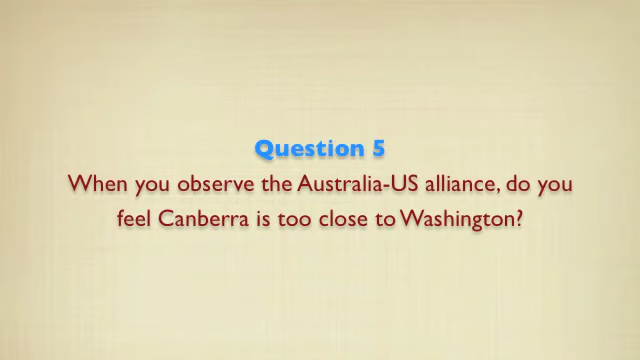 Question 5
When you observe the Australia-US alliance, do you
feel Canberra is too close to Washington?